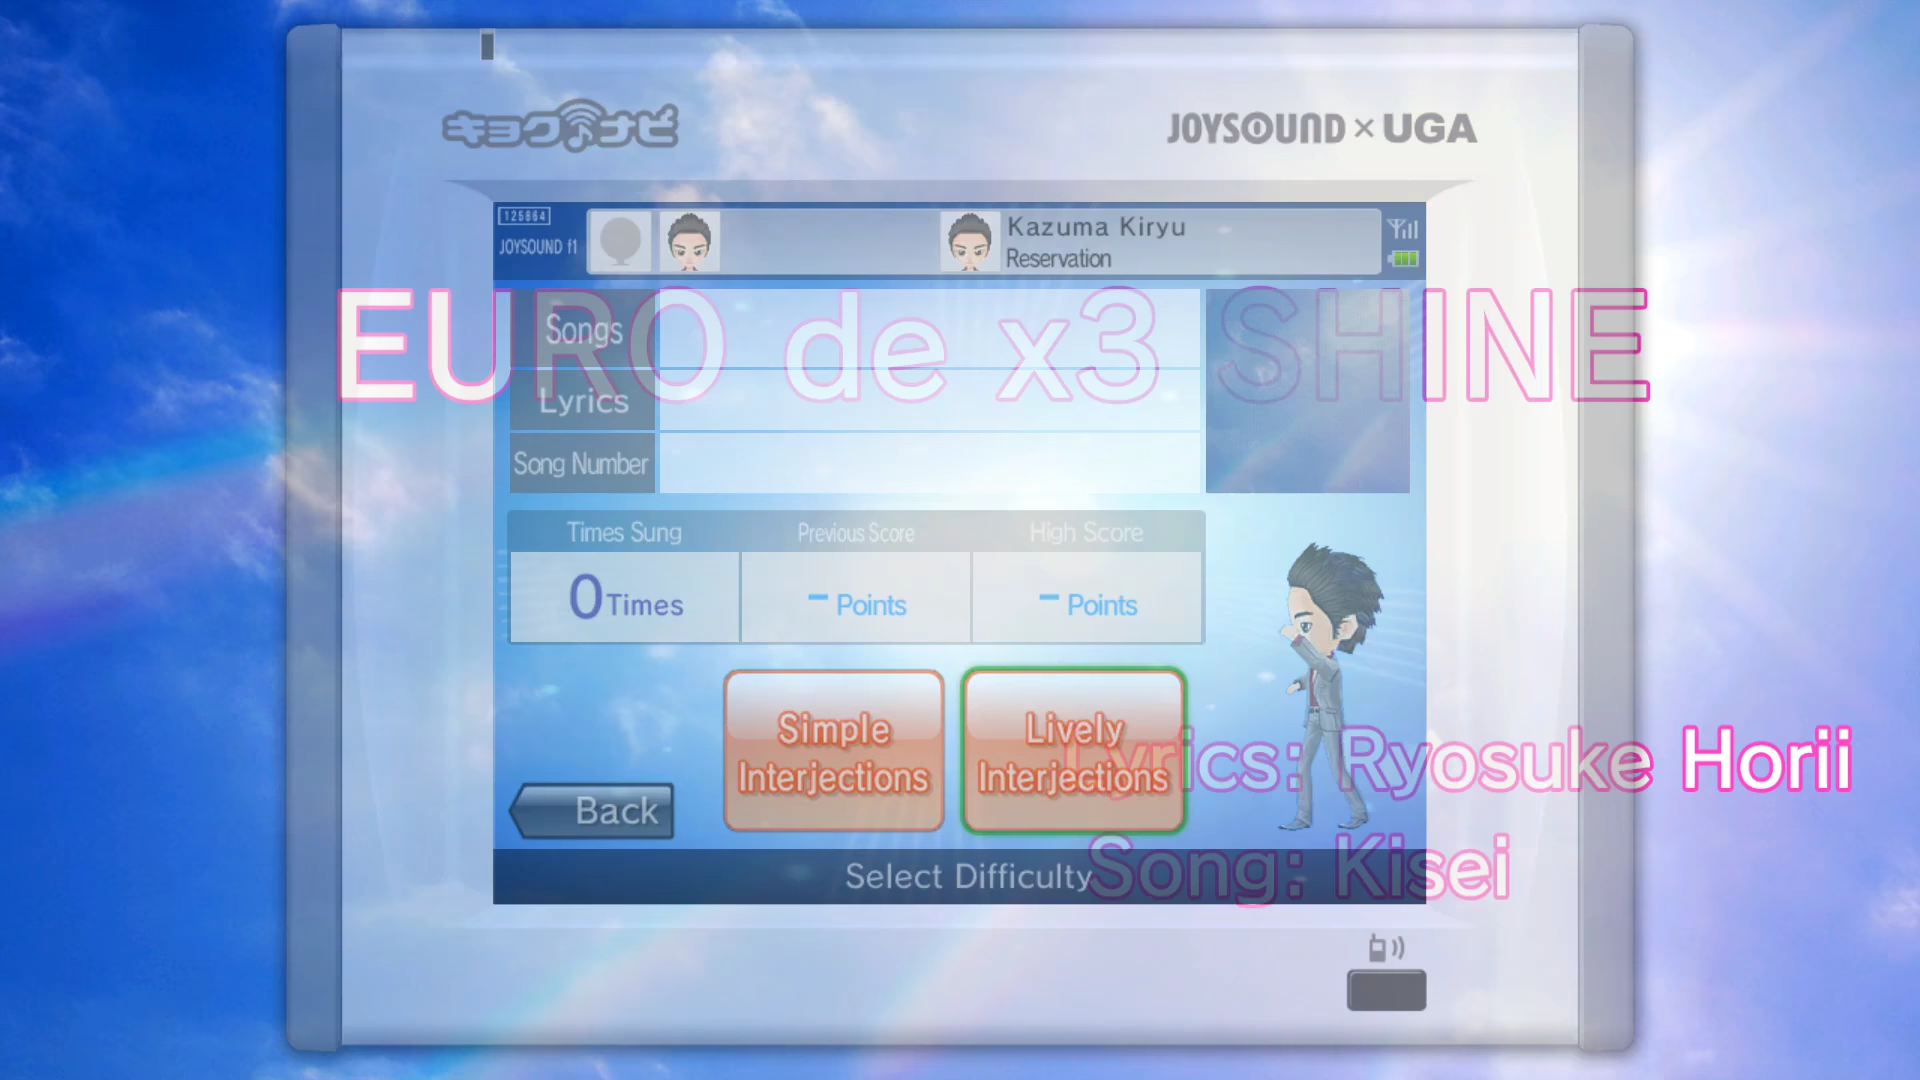 キョクナビ
JOYSOUND × UGA
125864
JOYSOUND f1
Kazuma Kiryu
Reservation
EURO de x3 SHINE
Songs
Lyrics
Song Number
Times Sung
Previous Score
High Score
0 Times
- Points
- Points
Simple
Interjections
Lively
Interjections
Lyrics: Ryosuke Horii
Back
Song: Kisei
Select Difficulty